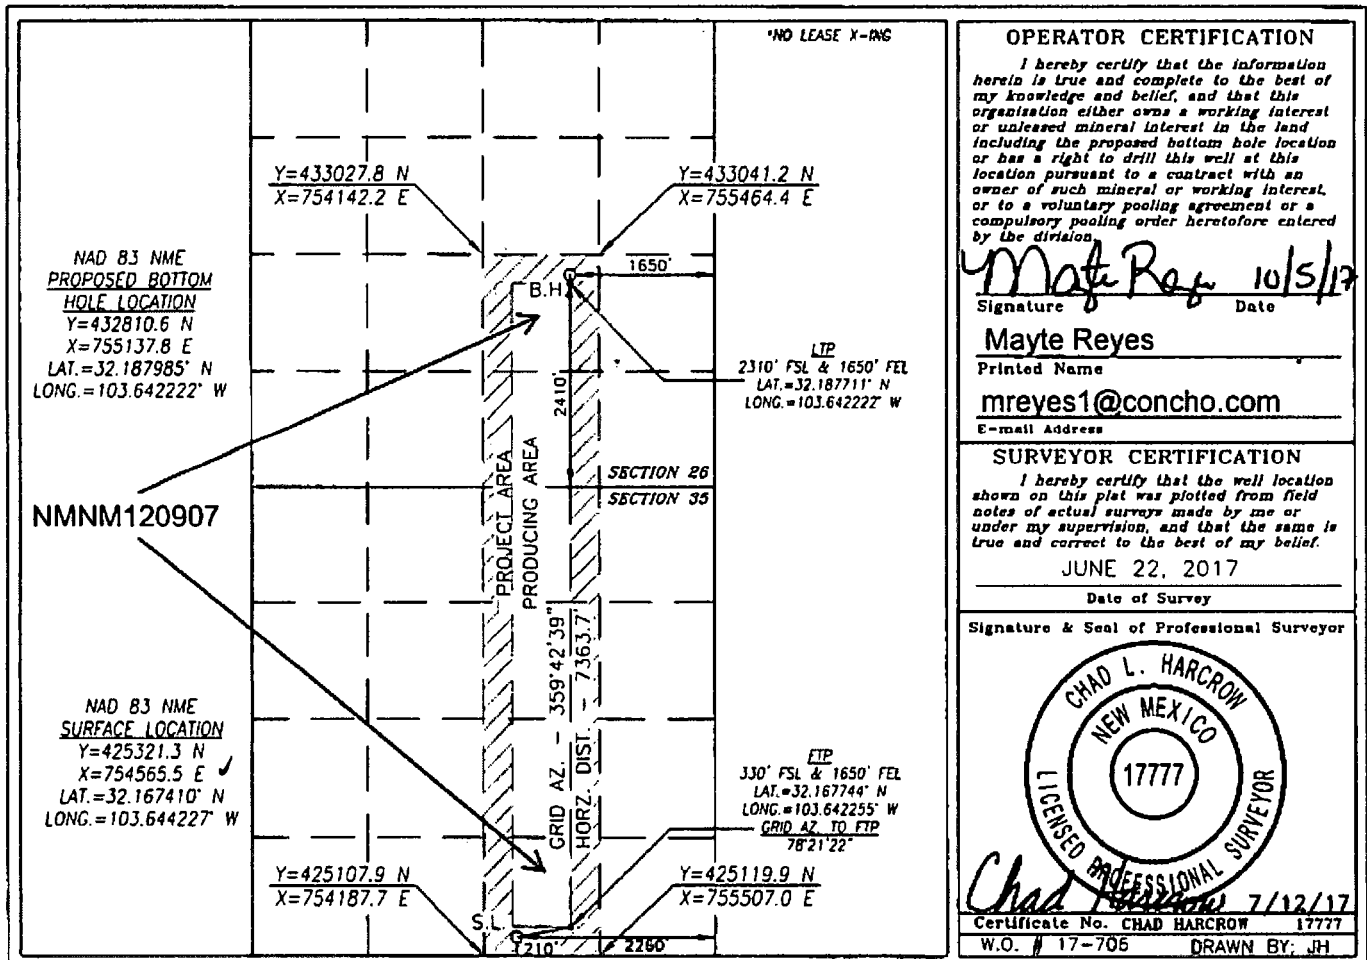 *NO LEASE X-ING
Y=433027.8 N
X=754142.2 E
Y=433041.2 N
X=755464.4 E
NAD 83 NME
PROPOSED BOTTOM
HOLE LOCATION
Y=432810.6 N
X=755137.8 E
LAT.=32.187985° N
LONG.=103.642222° W
1650'
B.H.
LTP
2310' FSL & 1650' FEL
LAT.=32.187711° N
LONG.=103.642222° W
2410'
SECTION 26
SECTION 35
PROJECT AREA
PRODUCING AREA
NMNM120907
GRID AZ. - 359°42'39"
HORZ. DIST. - 7363.7'
NAD 83 NME
SURFACE LOCATION
Y=425321.3 N
X=754565.5 E
LAT.=32.167410° N
LONG.=103.644227° W
FTP
330' FSL & 1650' FEL
LAT.=32.167744° N
LONG.=103.642255° W
GRID AZ. TO FTP
78°21'22"
Y=425107.9 N
X=754187.7 E
Y=425119.9 N
X=755507.0 E
S.L.
210'
2260'
OPERATOR CERTIFICATION
I hereby certify that the information
herein is true and complete to the best of
my knowledge and belief, and that this
organization either owns a working interest
or unleased mineral interest in the land
including the proposed bottom hole location
or has a right to drill this well at this
location pursuant to a contract with an
owner of such mineral or working interest,
or to a voluntary pooling agreement or a
compulsory pooling order heretofore entered
by the division.
Mayte Reyes 10/5/17
Signature Date
Mayte Reyes
Printed Name
mreyes1@concho.com
E-mail Address
SURVEYOR CERTIFICATION
I hereby certify that the well location
shown on this plat was plotted from field
notes of actual surveys made by me or
under my supervision, and that the same is
true and correct to the best of my belief.
JUNE 22, 2017
Date of Survey
Signature & Seal of Professional Surveyor
CHAD L. HARCROW
NEW MEXICO
17777
LICENSED PROFESSIONAL SURVEYOR
Chad Harcrow 7/12/17
Certificate No. CHAD HARCROW 17777
W.O. # 17-706 DRAWN BY: JH